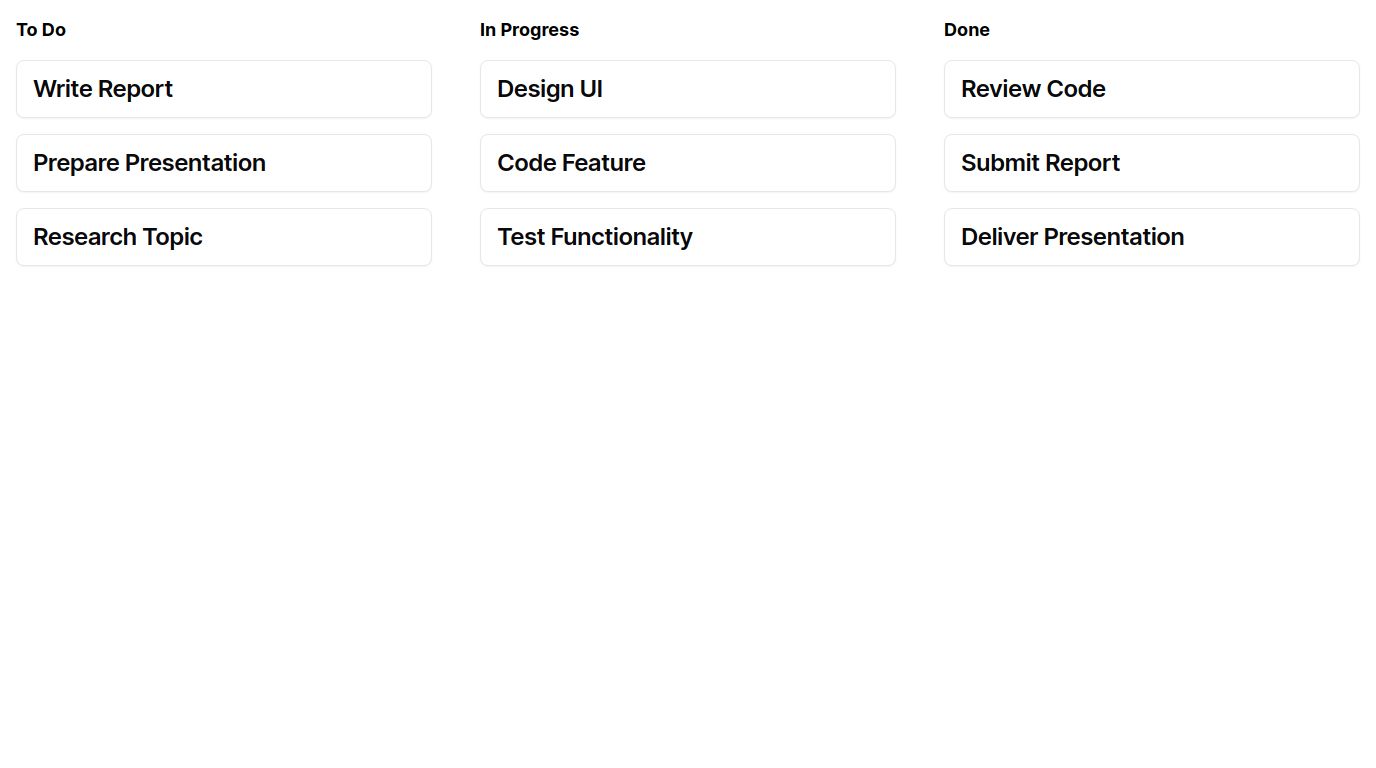 To Do
Write Report
Prepare Presentation
Research Topic
In Progress
Design UI
Code Feature
Test Functionality
Done
Review Code
Submit Report
Deliver Presentation